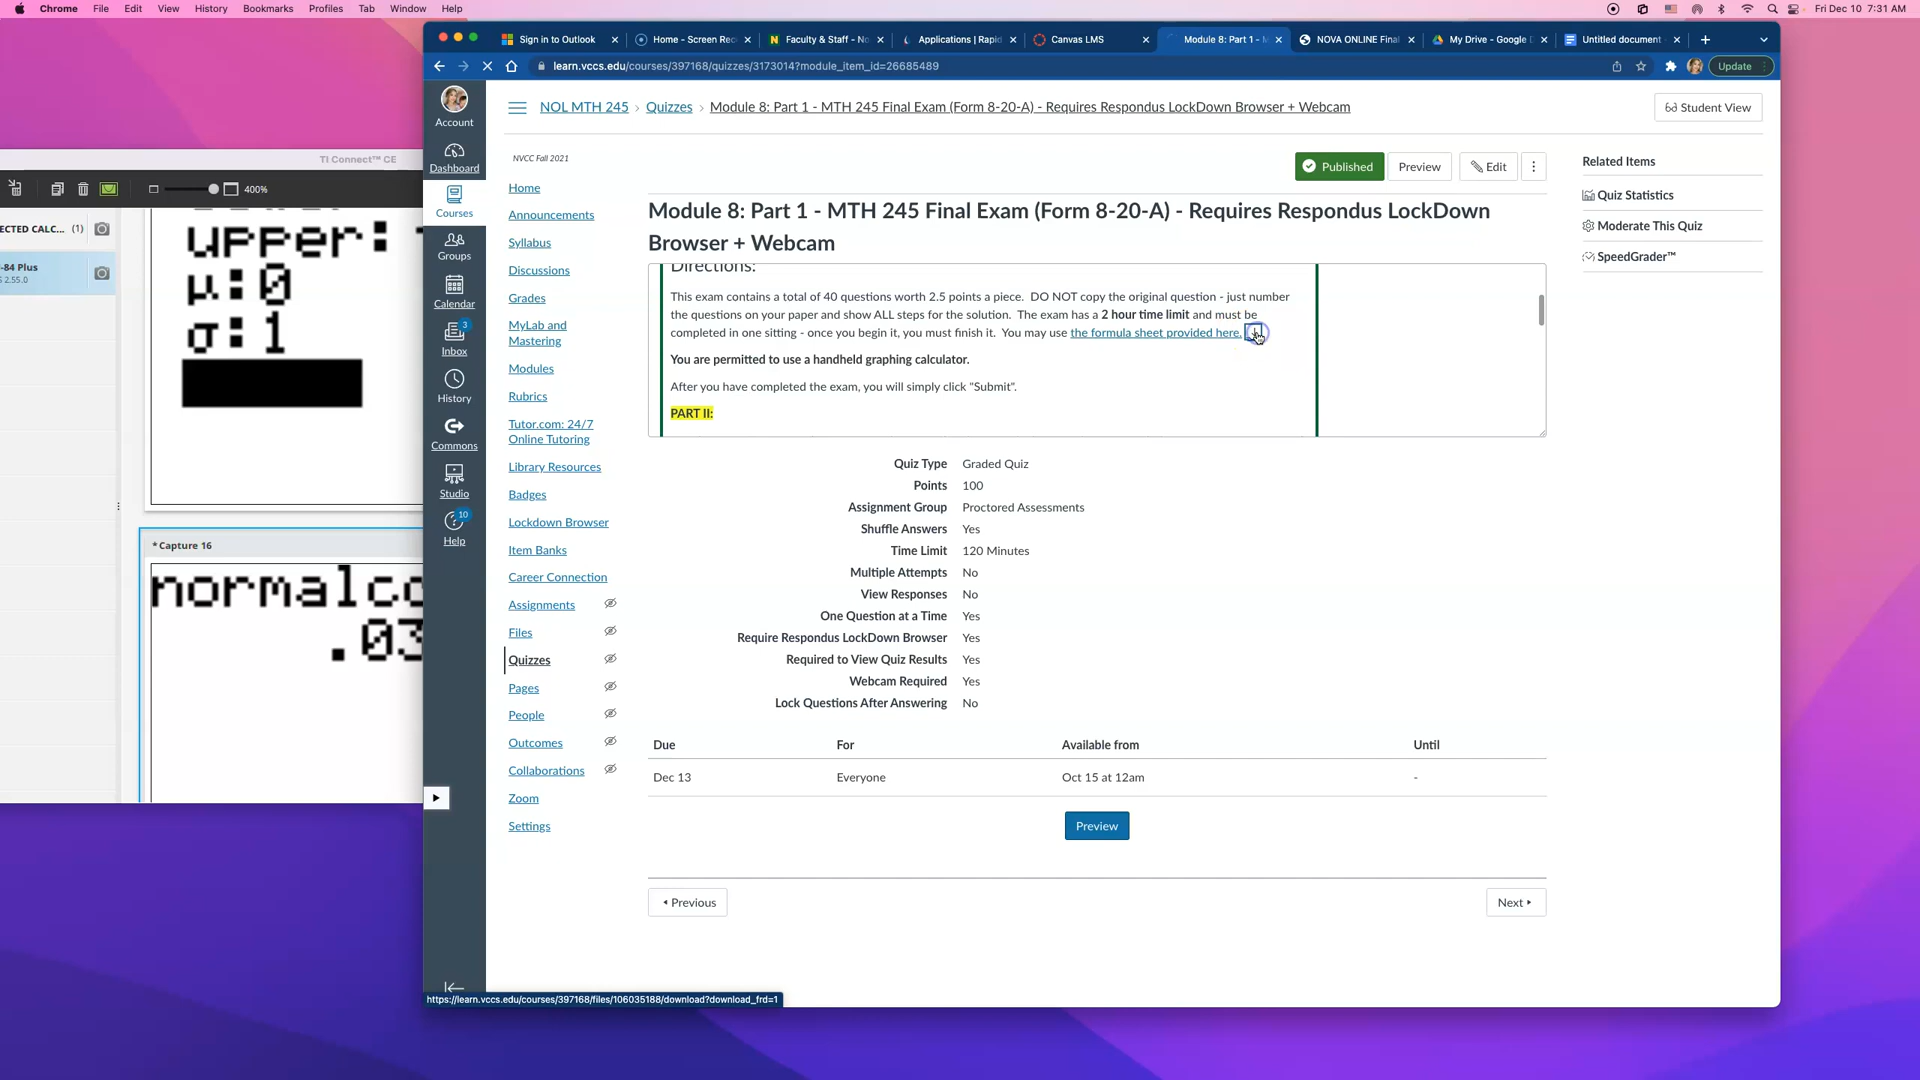 Chrome File Edit View History Bookmarks Profiles Tab Window Help Fri Dec 10 7:31 AM
Sign in to Outlook Home - Screen Rec Faculty & Staff - No Applications | Rapid Canvas LMS Module 8: Part 1 - M NOVA ONLINE Final My Drive - Google D Untitled document
learn.vccs.edu/courses/397168/quizzes/3173014?module_item_id=26685489 Update
TI Connect™ CE
400%
ECTED CALC... (1)
-84 Plus
2.55.0
upper:
μ:0
σ:1
*Capture 16
normalcd
.03
Account
Dashboard
Courses
Groups
Calendar
3
Inbox
History
Commons
Studio
10
Help
NOL MTH 245 › Quizzes › Module 8: Part 1 - MTH 245 Final Exam (Form 8-20-A) - Requires Respondus LockDown Browser + Webcam
Student View
NVCC Fall 2021
Home
Announcements
Syllabus
Discussions
Grades
MyLab and
Mastering
Modules
Rubrics
Tutor.com: 24/7
Online Tutoring
Library Resources
Badges
Lockdown Browser
Item Banks
Career Connection
Assignments
Files
Quizzes
Pages
People
Outcomes
Collaborations
Zoom
Settings
Published Preview Edit
Module 8: Part 1 - MTH 245 Final Exam (Form 8-20-A) - Requires Respondus LockDown
Browser + Webcam
Directions:
This exam contains a total of 40 questions worth 2.5 points a piece. DO NOT copy the original question - just number
the questions on your paper and show ALL steps for the solution. The exam has a 2 hour time limit and must be
completed in one sitting - once you begin it, you must finish it. You may use the formula sheet provided here.
You are permitted to use a handheld graphing calculator.
After you have completed the exam, you will simply click "Submit".
PART II:
Quiz Type Graded Quiz
Points 100
Assignment Group Proctored Assessments
Shuffle Answers Yes
Time Limit 120 Minutes
Multiple Attempts No
View Responses No
One Question at a Time Yes
Require Respondus LockDown Browser Yes
Required to View Quiz Results Yes
Webcam Required Yes
Lock Questions After Answering No
Due For Available from Until
Dec 13 Everyone Oct 15 at 12am -
Preview
Previous Next
Related Items
Quiz Statistics
Moderate This Quiz
SpeedGrader™
https://learn.vccs.edu/courses/397168/files/106035188/download?download_frd=1